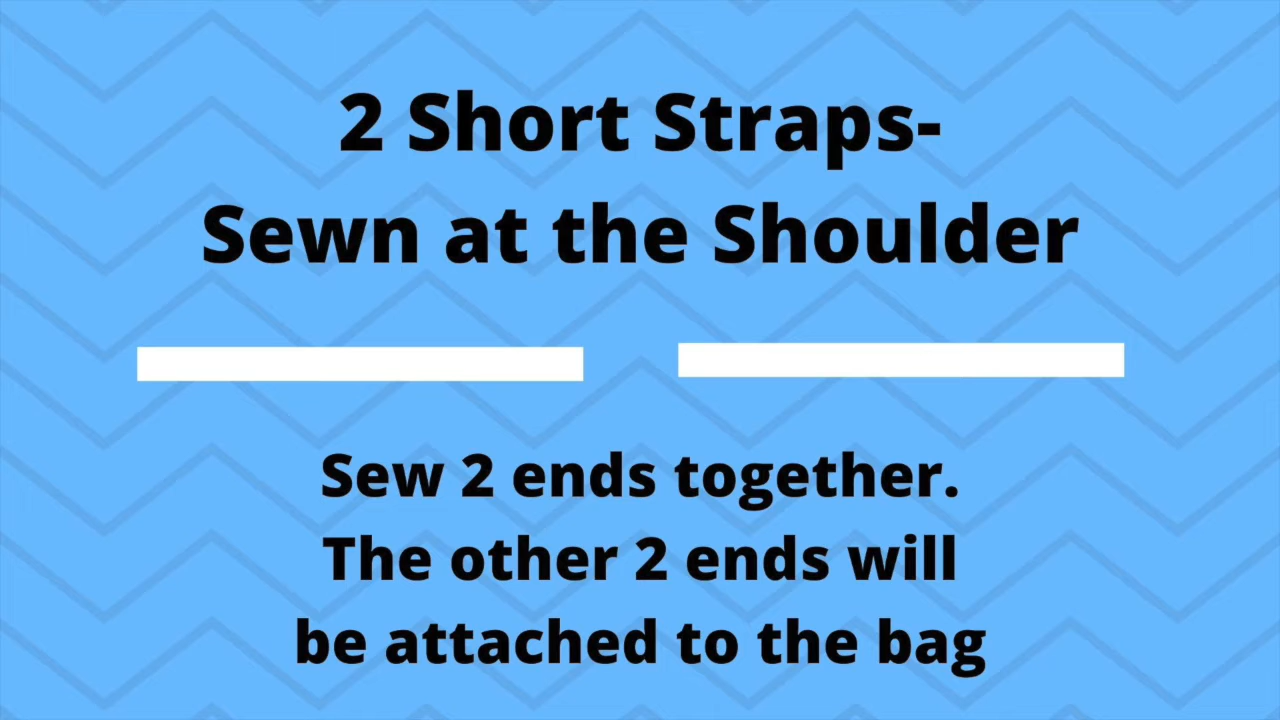 2 Short Straps-
Sewn at the Shoulder
Sew 2 ends together.
The other 2 ends will
be attached to the bag